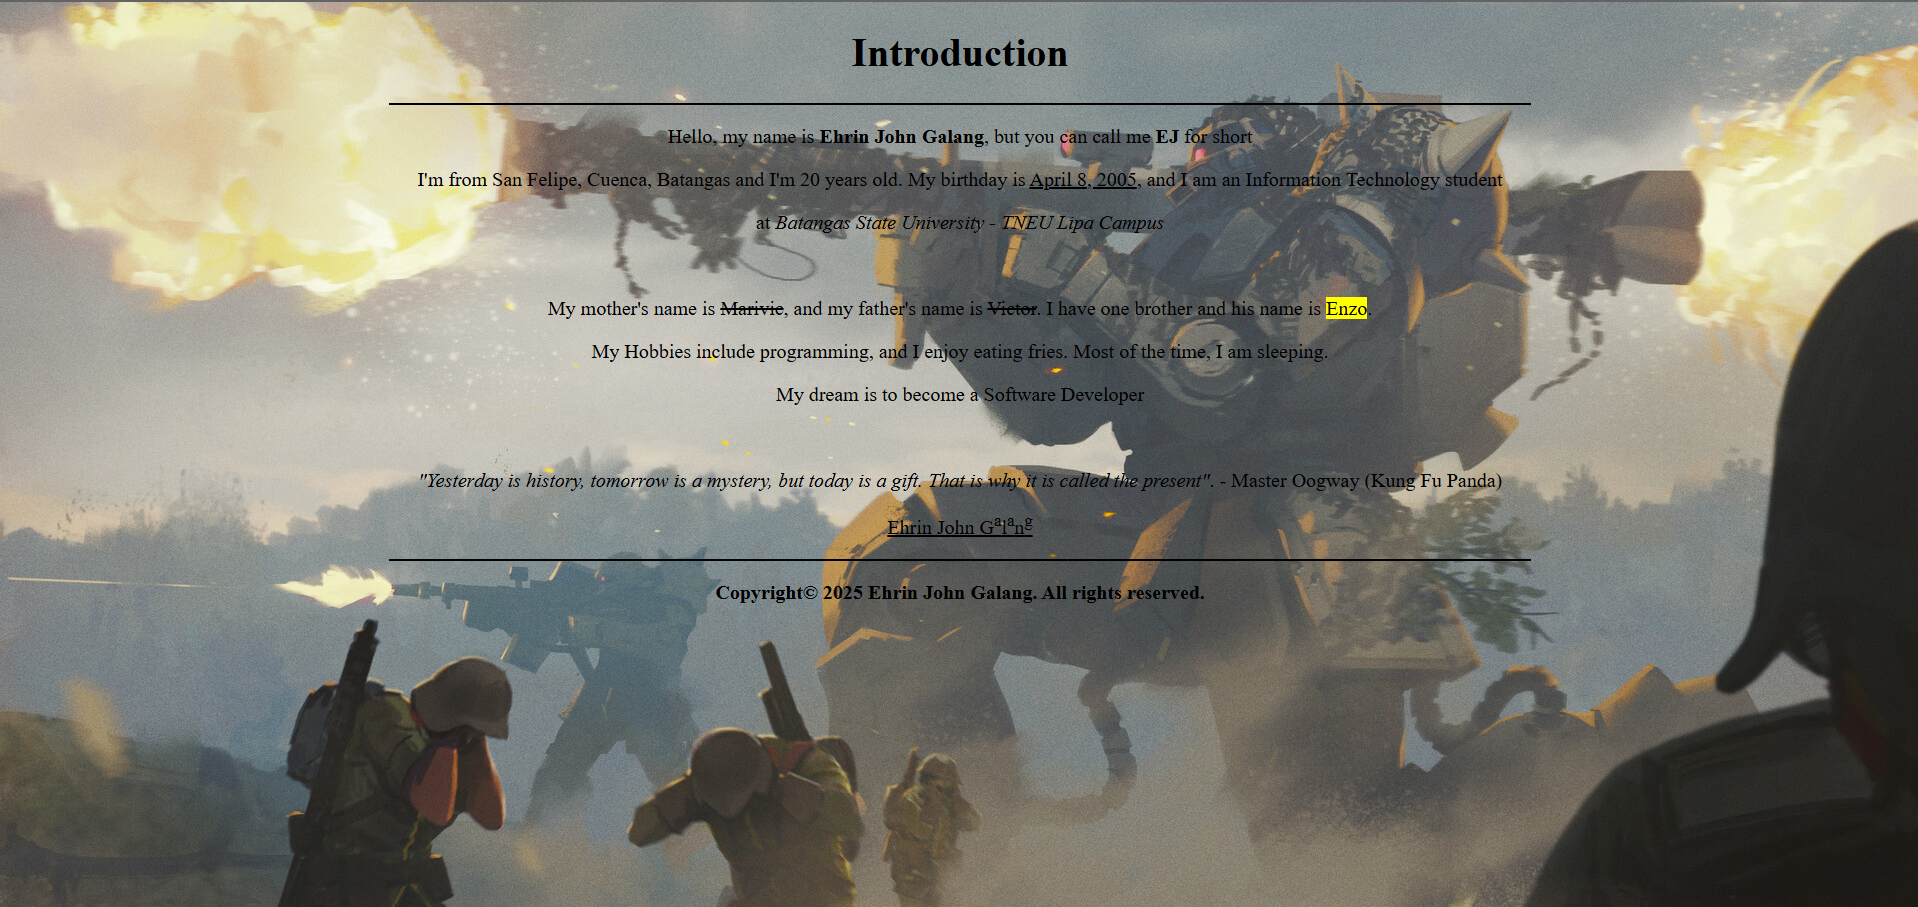 Introduction
Hello, my name is Ehrin John Galang, but you can call me EJ for short
I'm from San Felipe, Cuenca, Batangas and I'm 20 years old. My birthday is April 8, 2005, and I am an Information Technology student
at Batangas State University - TNEU Lipa Campus
My mother's name is Marivic, and my father's name is Victor. I have one brother and his name is Enzo.
My Hobbies include programming, and I enjoy eating fries. Most of the time, I am sleeping.
My dream is to become a Software Developer
"Yesterday is history, tomorrow is a mystery, but today is a gift. That is why it is called the present". - Master Oogway (Kung Fu Panda)
Ehrin John Galang
Copyright© 2025 Ehrin John Galang. All rights reserved.